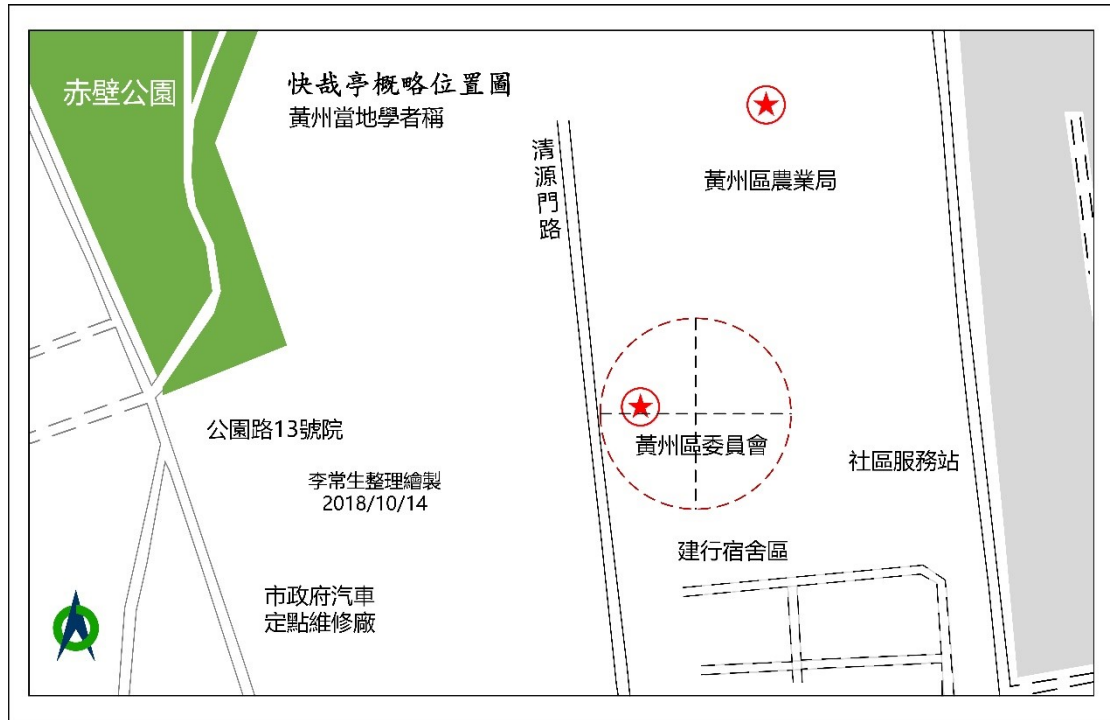 赤壁公園
快哉亭概略位置圖
黃州當地學者稱
清源門路
黃州區農業局
公園路13號院
黃州區委員會
社區服務站
李常生整理繪製
2018/10/14
建行宿舍區
市政府汽車
定點維修廠